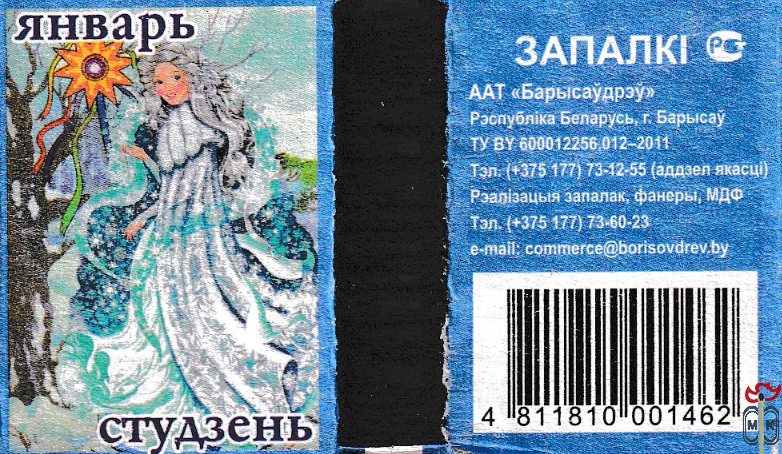 январь
студзень
ЗАПАЛКІ
ААТ «Барысаўдрэў»
Рэспубліка Беларусь, г. Барысаў
ТУ BY 600012256.012–2011
Тэл. (+375 177) 73-12-55 (аддзел якасці)
Рэалізацыя запалак, фанеры, МДФ
Тэл. (+375 177) 73-60-23
e-mail: commerce@borisovdrev.by
4 811810 001462